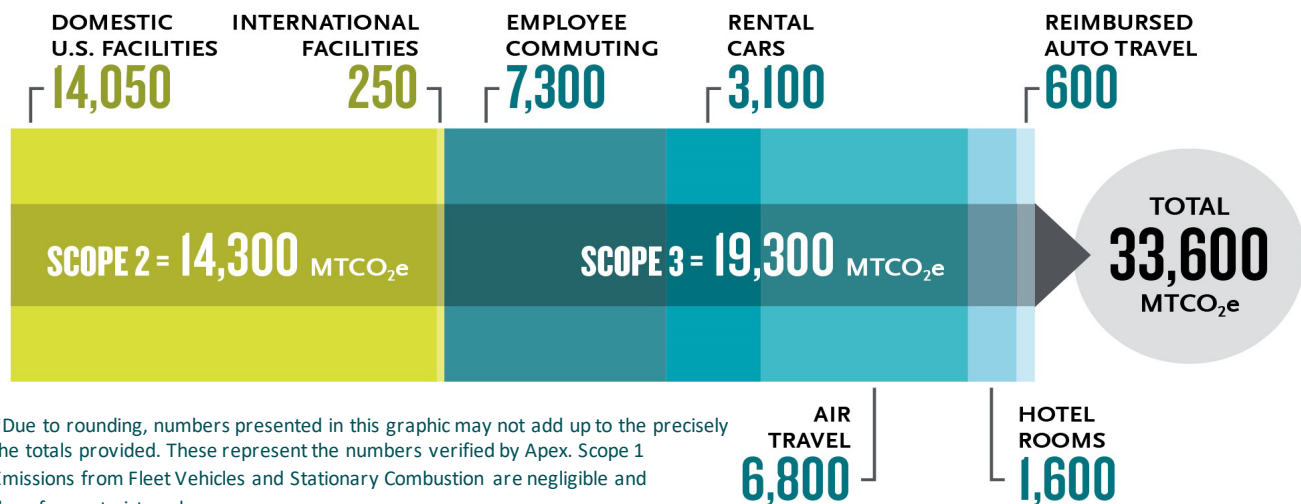 DOMESTIC
U.S. FACILITIES
14,050
INTERNATIONAL
FACILITIES
250
EMPLOYEE
COMMUTING
7,300
RENTAL
CARS
3,100
REIMBURSED
AUTO TRAVEL
600
SCOPE 2 = 14,300 MTCO₂e
SCOPE 3 = 19,300 MTCO₂e
TOTAL
33,600
MTCO₂e
AIR
TRAVEL
6,800
HOTEL
ROOMS
1,600
Due to rounding, numbers presented in this graphic may not add up to the precisely
he totals provided. These represent the numbers verified by Apex. Scope 1
Emissions from Fleet Vehicles and Stationary Combustion are negligible and